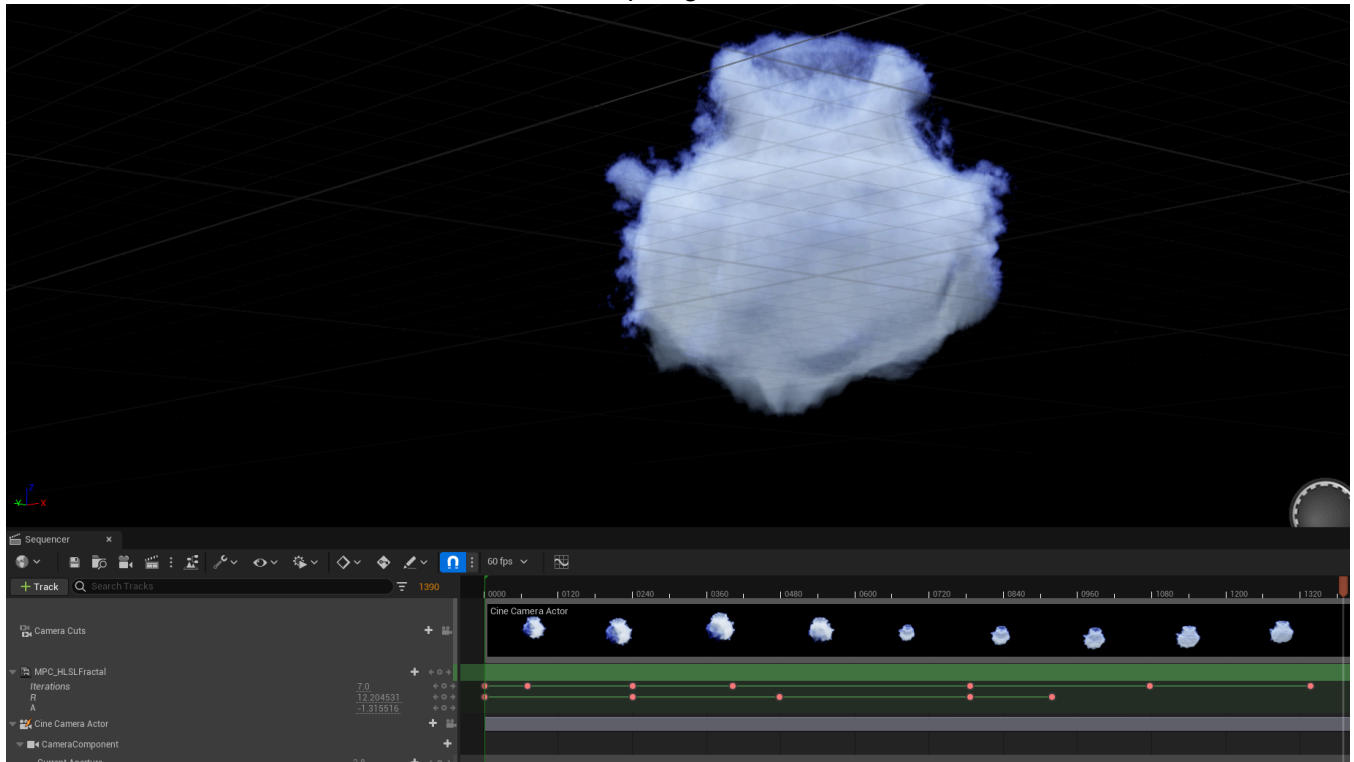 Z
Y
X
Sequencer
60 fps
Track
Search Tracks
1390
0000
0120
0240
0360
0480
0600
0720
0840
0960
1080
1200
1320
Cine Camera Actor
Camera Cuts
MPC_HLSLFractal
Iterations
7.0
R
12.204531
A
-1.315516
Cine Camera Actor
CameraComponent